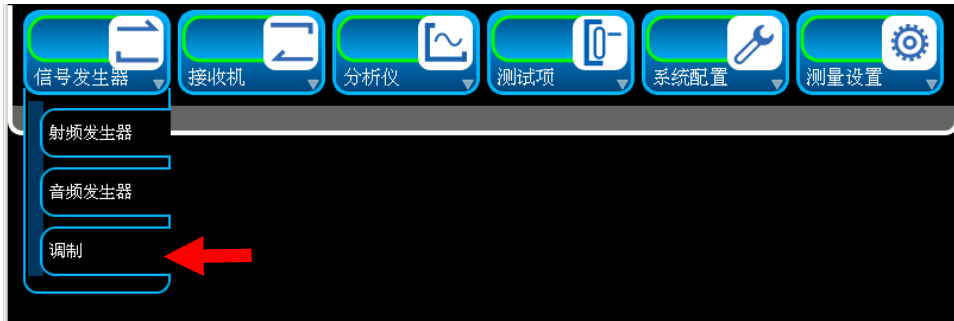 信号发生器
接收机
分析仪
测试项
系统配置
测量设置
射频发生器
音频发生器
调制